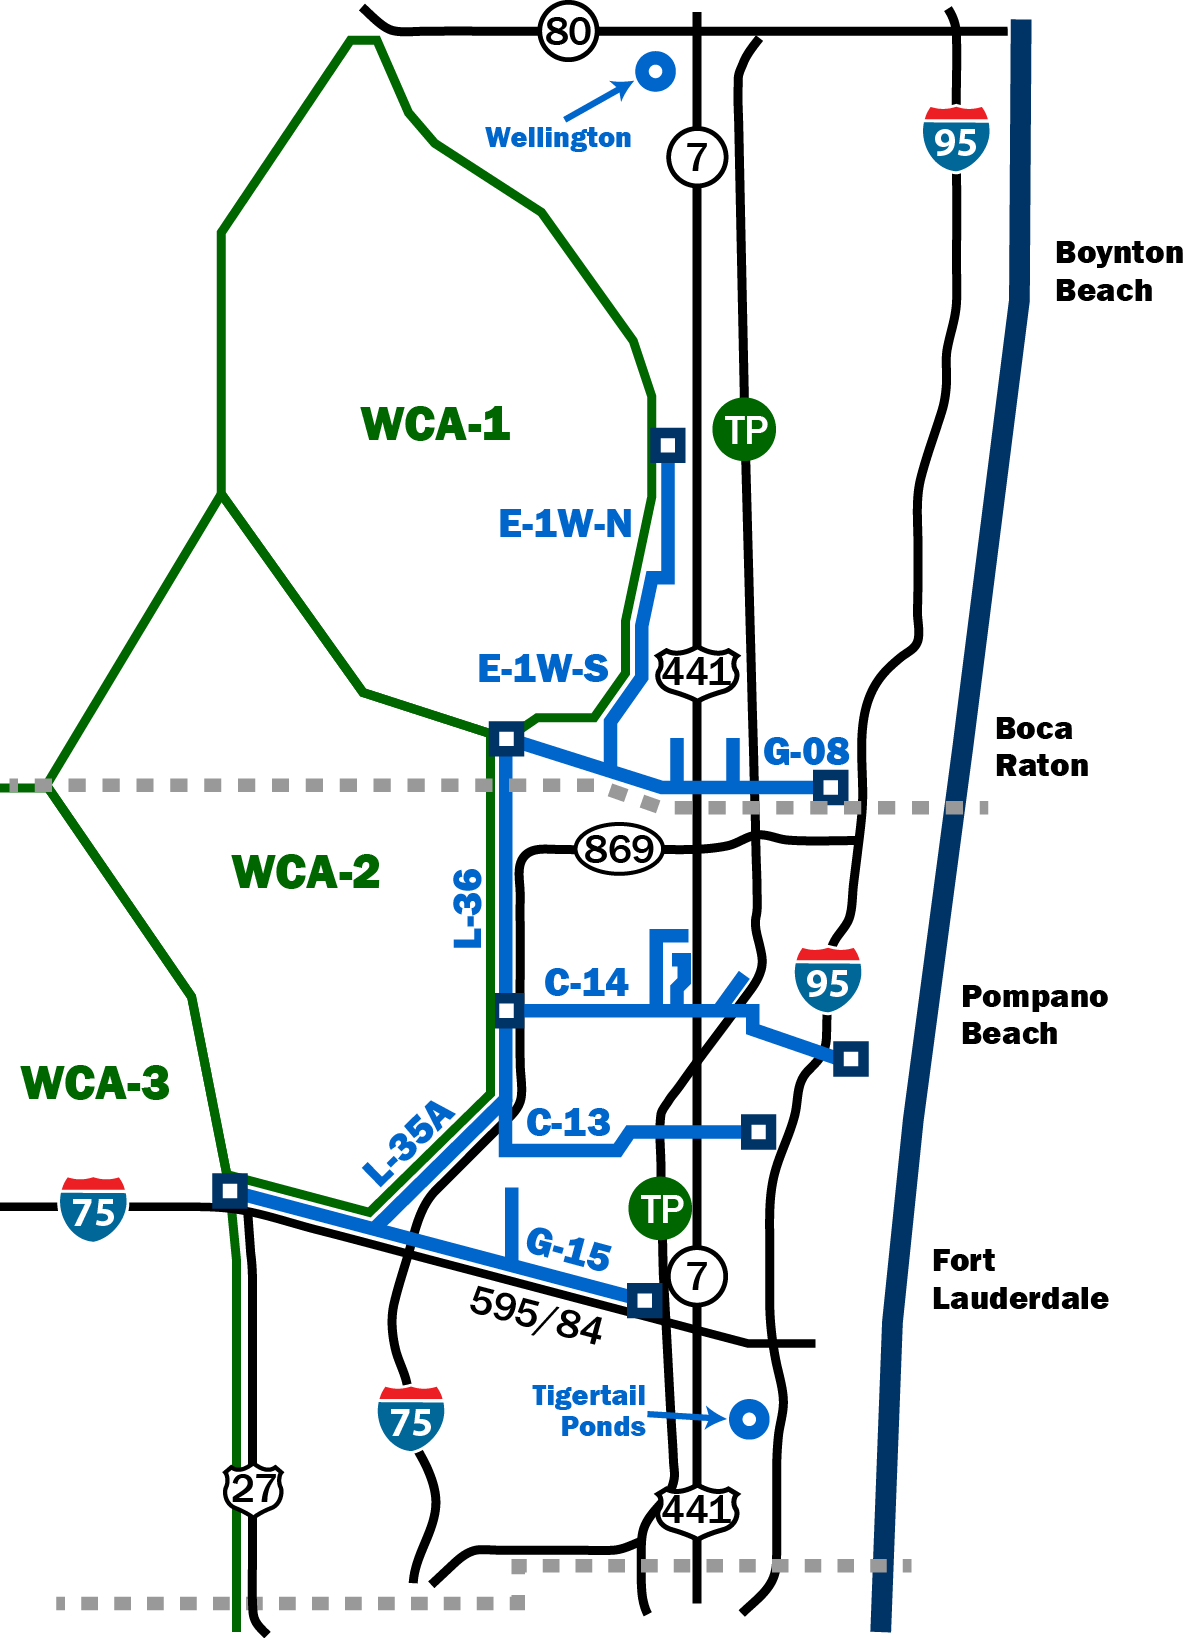 80
Wellington
7
95
Boynton
Beach
WCA-1
TP
E-1W-N
E-1W-S
441
Boca
Raton
G-08
869
WCA-2
L-36
C-14
95
Pompano
Beach
WCA-3
L-35A
C-13
75
TP
G-15
7
Fort
Lauderdale
595/84
Tigertail
Ponds
75
27
441